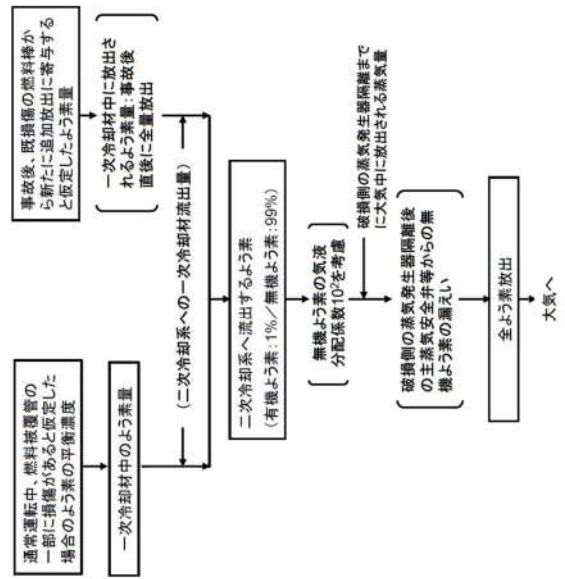 通常運転中、燃料被覆管の
一部に損傷があると仮定した
場合のよう素の平衡濃度
一次冷却材中のよう素量
事故後、既損傷の燃料棒か
ら新たに追加放出に寄与する
と仮定したよう素量
一次冷却材中に放出さ
れるよう素量:事故後
直後に全量放出
(二次冷却系への一次冷却材流出量)
二次冷却系へ流出するよう素
(有機よう素:1%/無機よう素:99%)
無機よう素の気液
分配係数10²を考慮
破損側の蒸気発生器隔離まで
に大気中に放出される蒸気量
破損側の蒸気発生器隔離後
の主蒸気安全弁等からの無
機よう素の漏えい
全よう素放出
大気へ